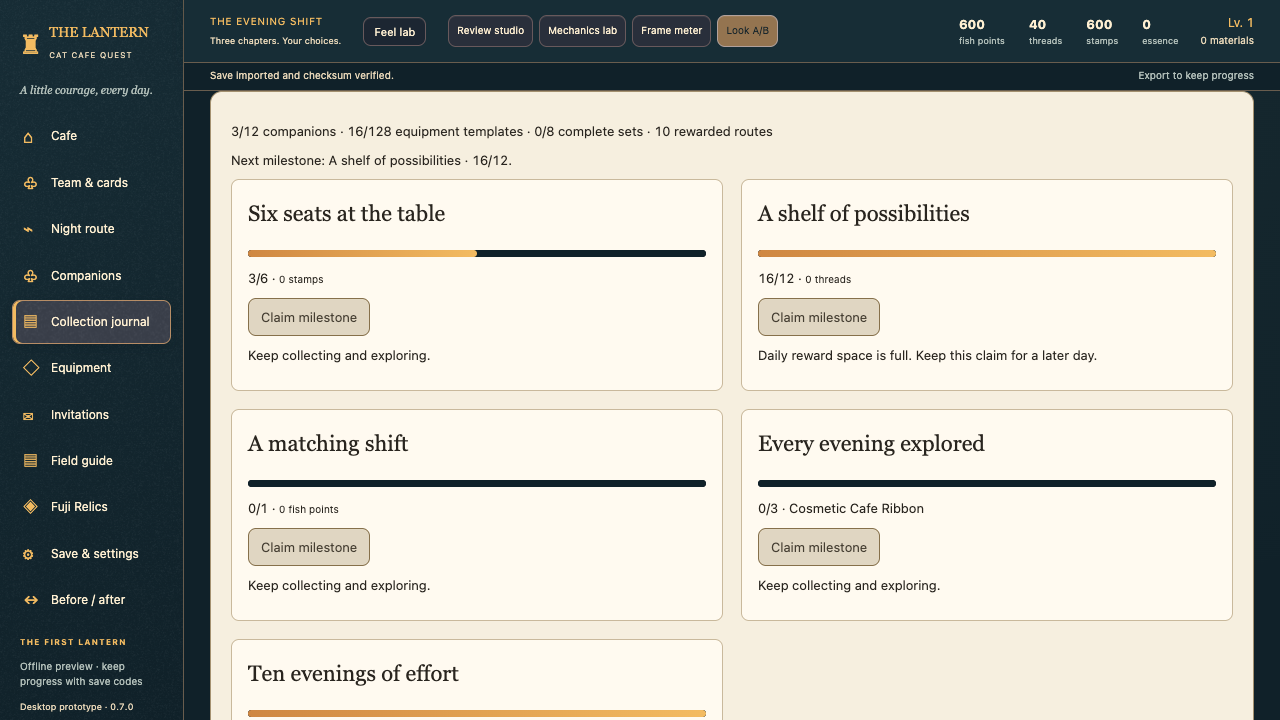 THE LANTERN
CAT CAFE QUEST
A little courage, every day.
Cafe
Team & cards
Night route
Companions
Collection journal
Equipment
Invitations
Field guide
Fuji Relics
Save & settings
Before / after
THE FIRST LANTERN
Offline preview · keep
progress with save codes
Desktop prototype · 0.7.0
THE EVENING SHIFT
Three chapters. Your choices.
Feel lab
Review studio
Mechanics lab
Frame meter
Look A/B
600
fish points
40
threads
600
stamps
0
essence
Lv. 1
0 materials
Save imported and checksum verified.
Export to keep progress
3/12 companions · 16/128 equipment templates · 0/8 complete sets · 10 rewarded routes
Next milestone: A shelf of possibilities · 16/12.
Six seats at the table
3/6 · 0 stamps
Claim milestone
Keep collecting and exploring.
A shelf of possibilities
16/12 · 0 threads
Claim milestone
Daily reward space is full. Keep this claim for a later day.
A matching shift
0/1 · 0 fish points
Claim milestone
Keep collecting and exploring.
Every evening explored
0/3 · Cosmetic Cafe Ribbon
Claim milestone
Keep collecting and exploring.
Ten evenings of effort